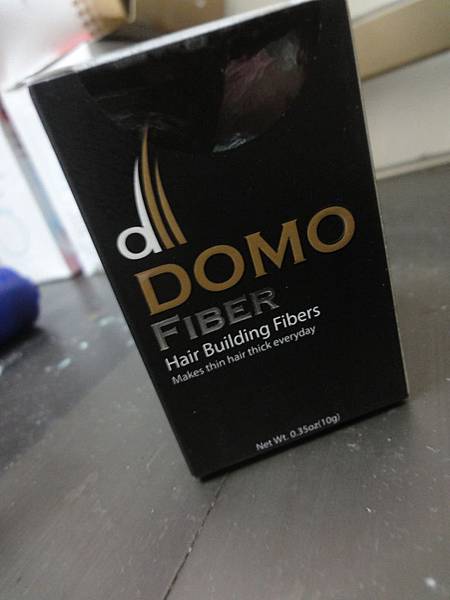 d
DOMO
FIBER
Hair Building Fibers
Makes thin hair thick everyday
Net Wt. 0.35oz(10g)